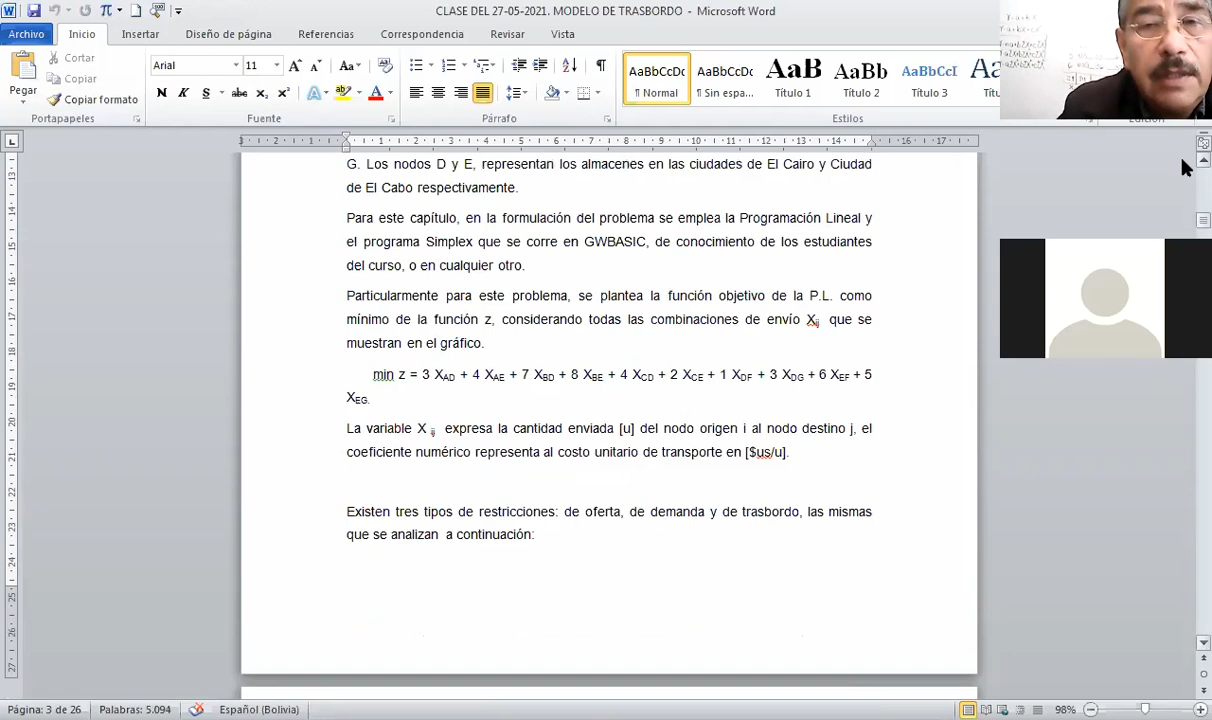 CLASE DEL 27-05-2021. MODELO DE TRASBORDO - Microsoft Word
Archivo Inicio Insertar Diseño de página Referencias Correspondencia Revisar Vista
Pegar
Cortar
Copiar
Copiar formato
Portapapeles
Arial 11
Fuente
Párrafo
AaBbCcDc AaBbCcDc AaB AaBbCc AaBbCcI
¶ Normal ¶ Sin espa... Título 1 Título 2 Título 3
Estilos
G. Los nodos D y E, representan los almacenes en las ciudades de El Cairo y Ciudad
de El Cabo respectivamente.
Para este capítulo, en la formulación del problema se emplea la Programación Lineal y
el programa Simplex que se corre en GWBASIC, de conocimiento de los estudiantes
del curso, o en cualquier otro.
Particularmente para este problema, se plantea la función objetivo de la P.L. como
mínimo de la función z, considerando todas las combinaciones de envío Xij que se
muestran en el gráfico.
min z = 3 XAD + 4 XAE + 7 XBD + 8 XBE + 4 XCD + 2 XCE + 1 XDF + 3 XDG + 6 XEF + 5
XEG.
La variable X ij expresa la cantidad enviada [u] del nodo origen i al nodo destino j, el
coeficiente numérico representa al costo unitario de transporte en [$us/u].
Existen tres tipos de restricciones: de oferta, de demanda y de trasbordo, las mismas
que se analizan a continuación:
Página: 3 de 26 Palabras: 5.094 Español (Bolivia) 98%